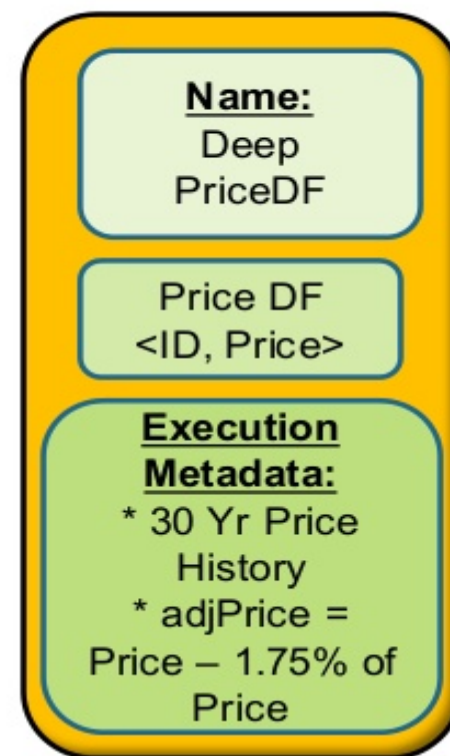 Name:
Deep
PriceDF
Price DF
<ID, Price>
Execution
Metadata:
* 30 Yr Price
History
* adjPrice =
Price – 1.75% of
Price